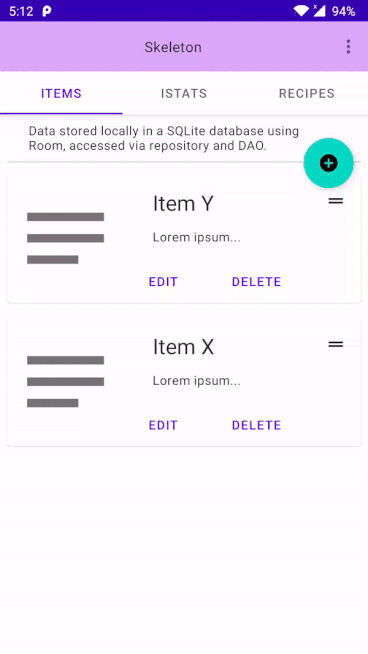 5:12
94%
Skeleton
ITEMS
ISTATS
RECIPES
Data stored locally in a SQLite database using
Room, accessed via repository and DAO.
Item Y
Lorem ipsum...
EDIT
DELETE
Item X
Lorem ipsum...
EDIT
DELETE